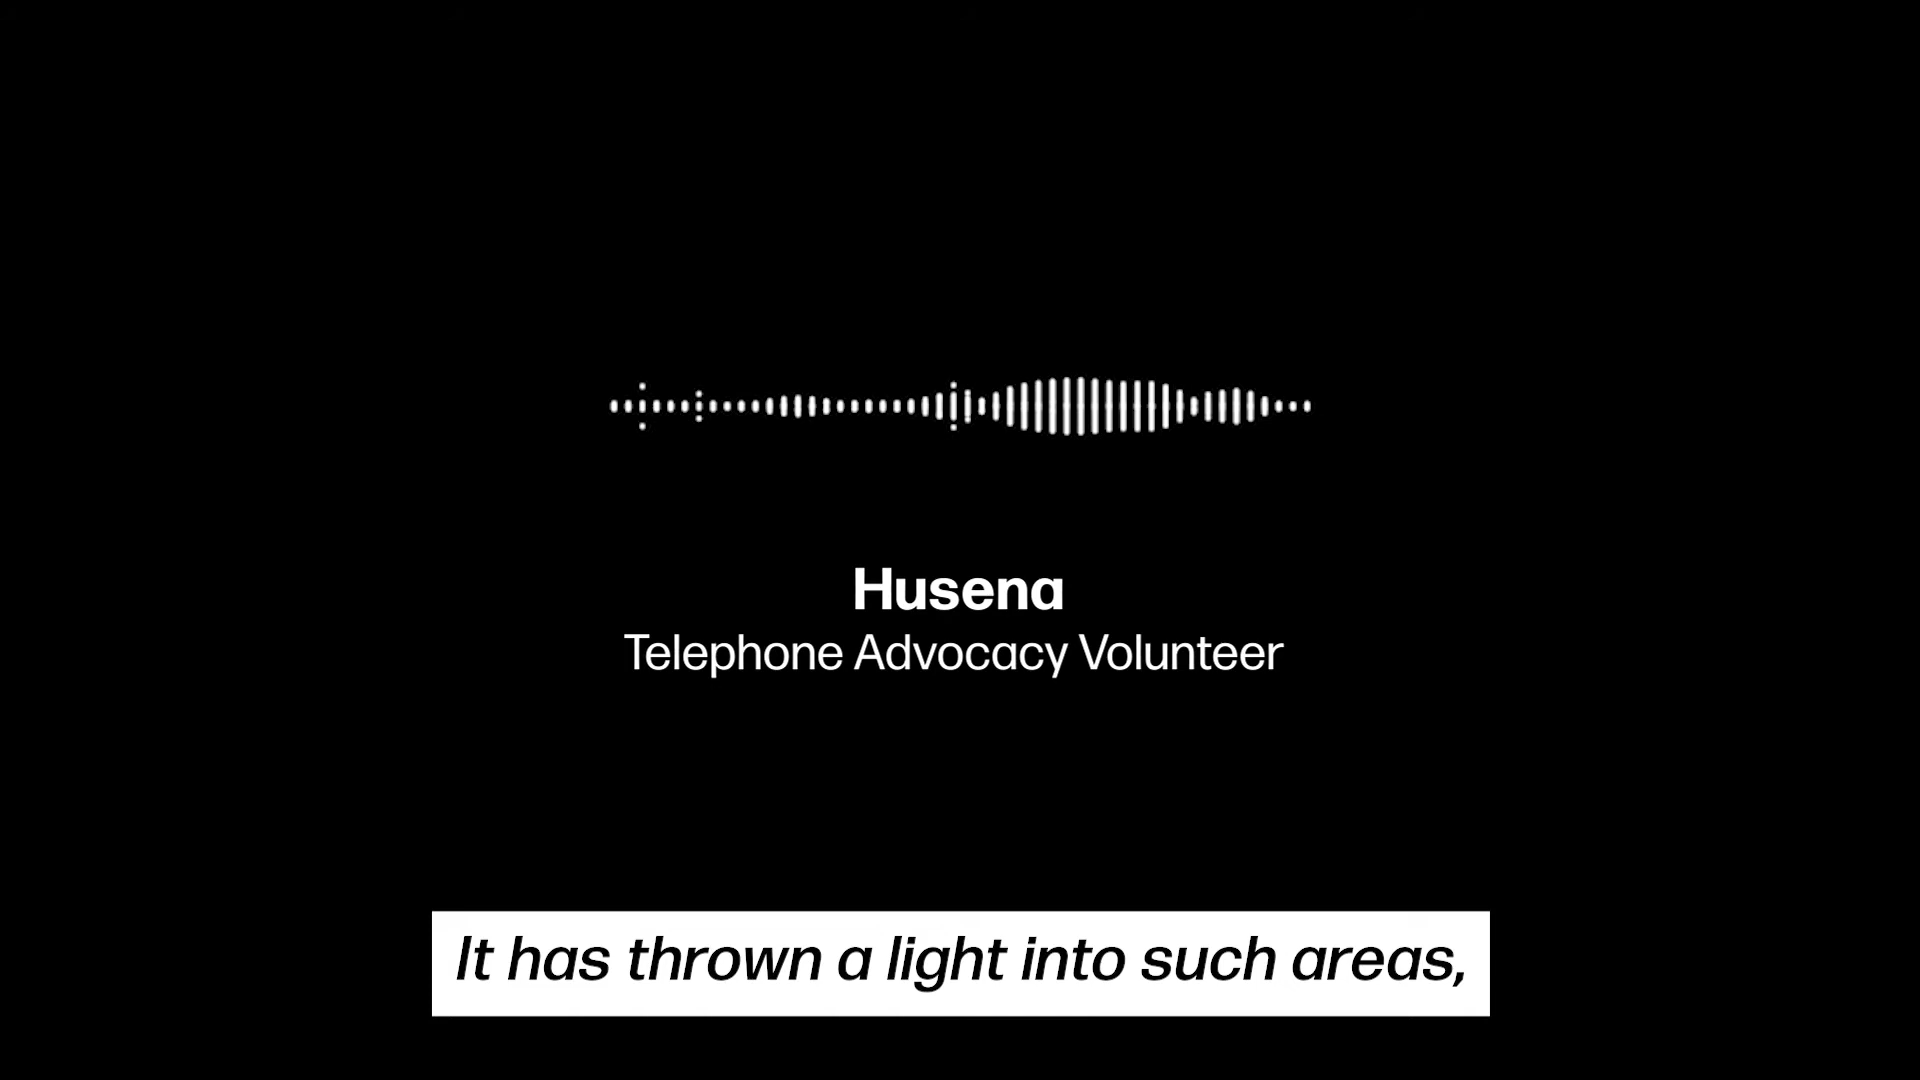 Husena
Telephone Advocacy Volunteer
It has thrown a light into such areas,